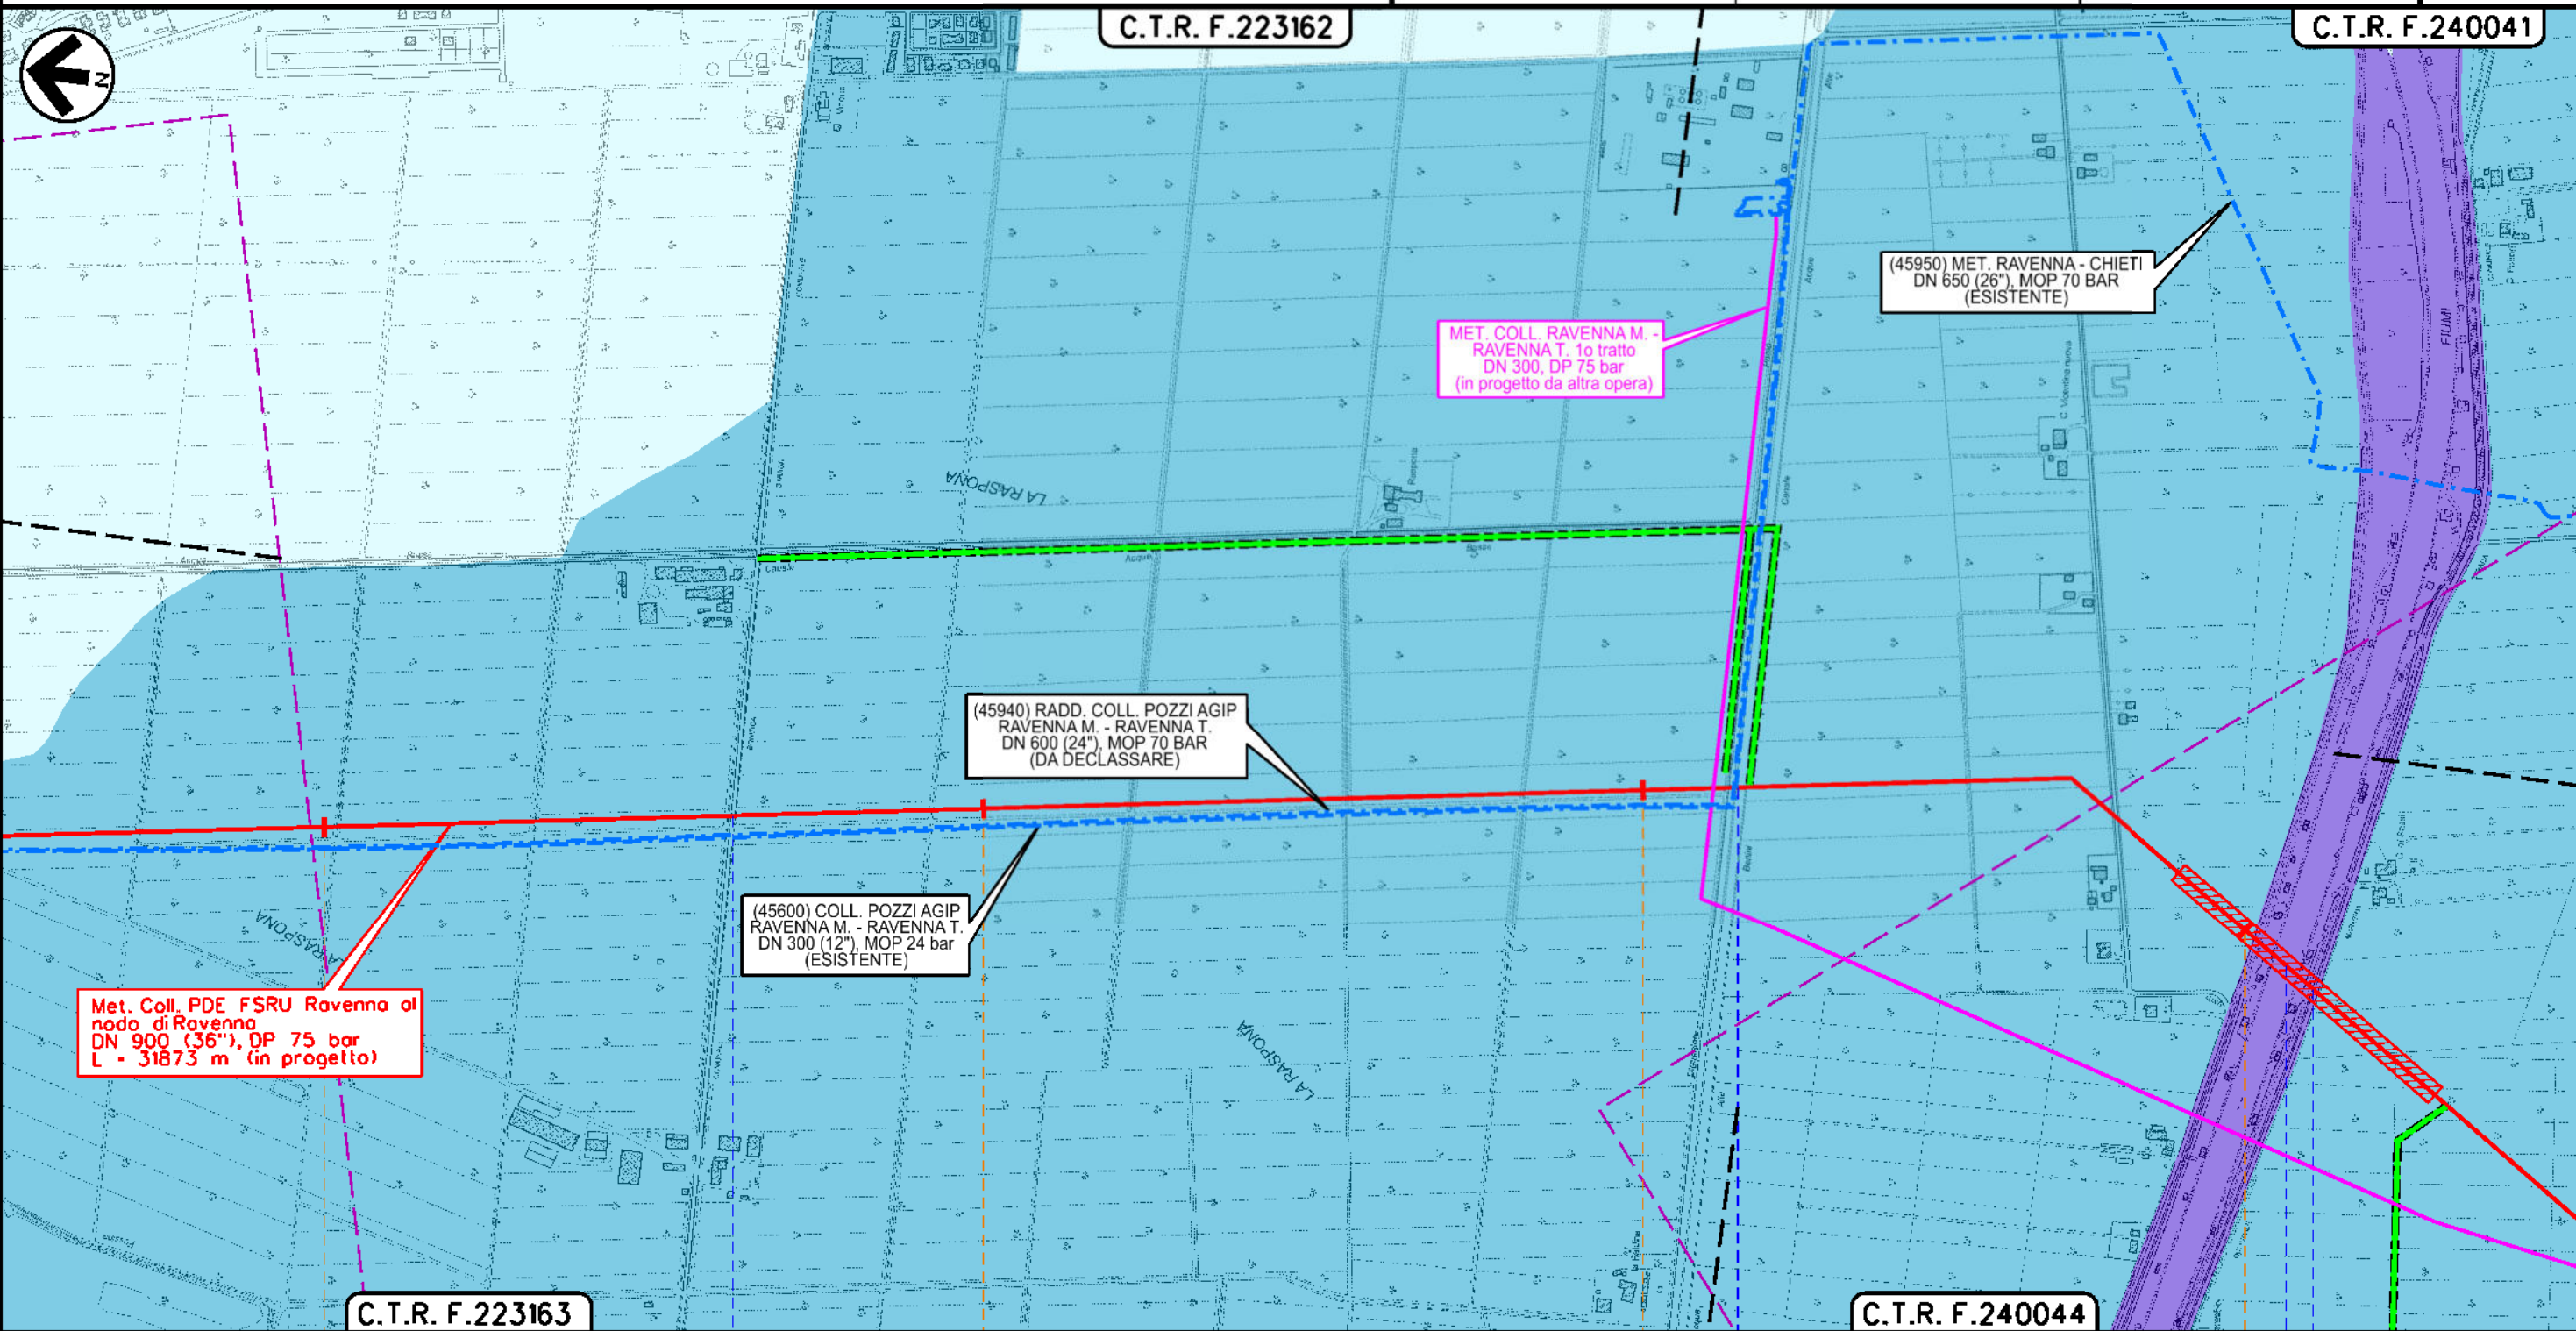 C.T.R. F.223162
C.T.R. F.240041
N
(45950) MET. RAVENNA - CHIETI
DN 650 (26"), MOP 70 BAR
(ESISTENTE)
MET. COLL. RAVENNA M. -
RAVENNA T. 1o tratto
DN 300, DP 75 bar
(in progetto da altra opera)
FIUMI
C. Vicentina nuova
Raspona
LA RASPONA
Canale
(45940) RADD. COLL. POZZI AGIP
RAVENNA M. - RAVENNA T.
DN 600 (24"), MOP 70 BAR
(DA DECLASSARE)
(45600) COLL. POZZI AGIP
RAVENNA M. - RAVENNA T.
DN 300 (12"), MOP 24 bar
(ESISTENTE)
LA RASPONA
Met. Coll. PDE FSRU Ravenna al
nodo di Ravenna
DN 900 (36"), DP 75 bar
L - 31873 m (in progetto)
LA RASPONA
C.T.R. F.223163
C.T.R. F.240044